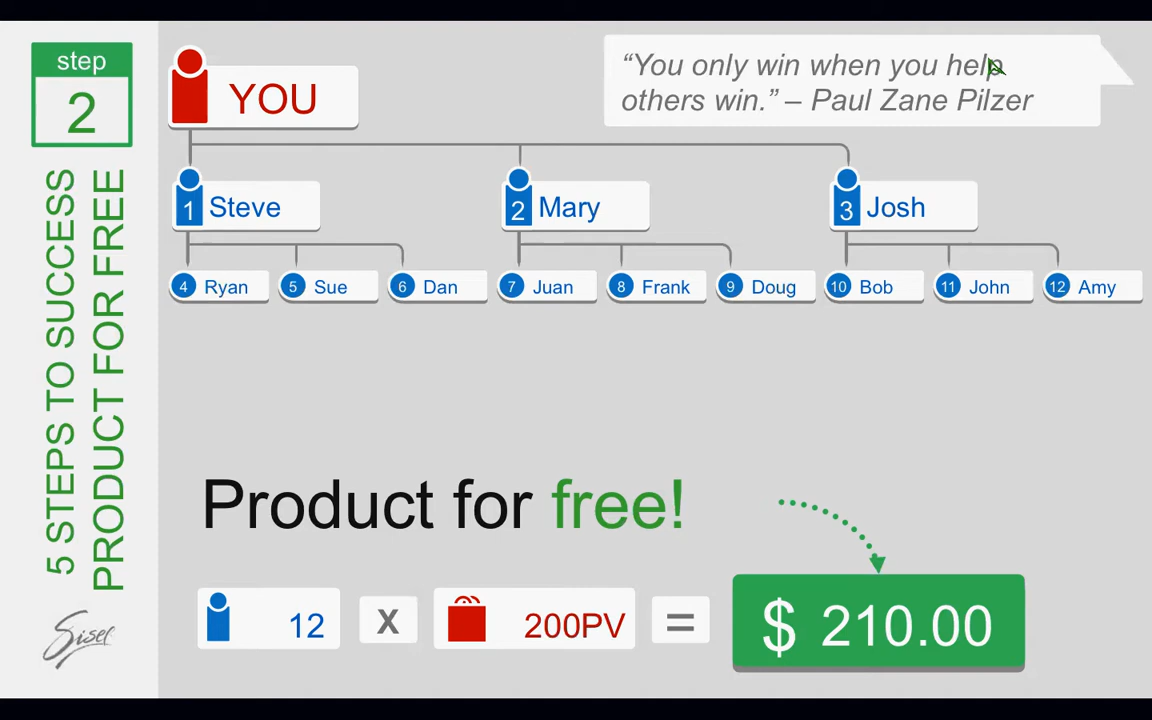 step
2
5 STEPS TO SUCCESS
PRODUCT FOR FREE
Sisel
YOU
“You only win when you help
others win.” – Paul Zane Pilzer
1 Steve
2 Mary
3 Josh
4 Ryan
5 Sue
6 Dan
7 Juan
8 Frank
9 Doug
10 Bob
11 John
12 Amy
Product for free!
12 X 200PV = $ 210.00